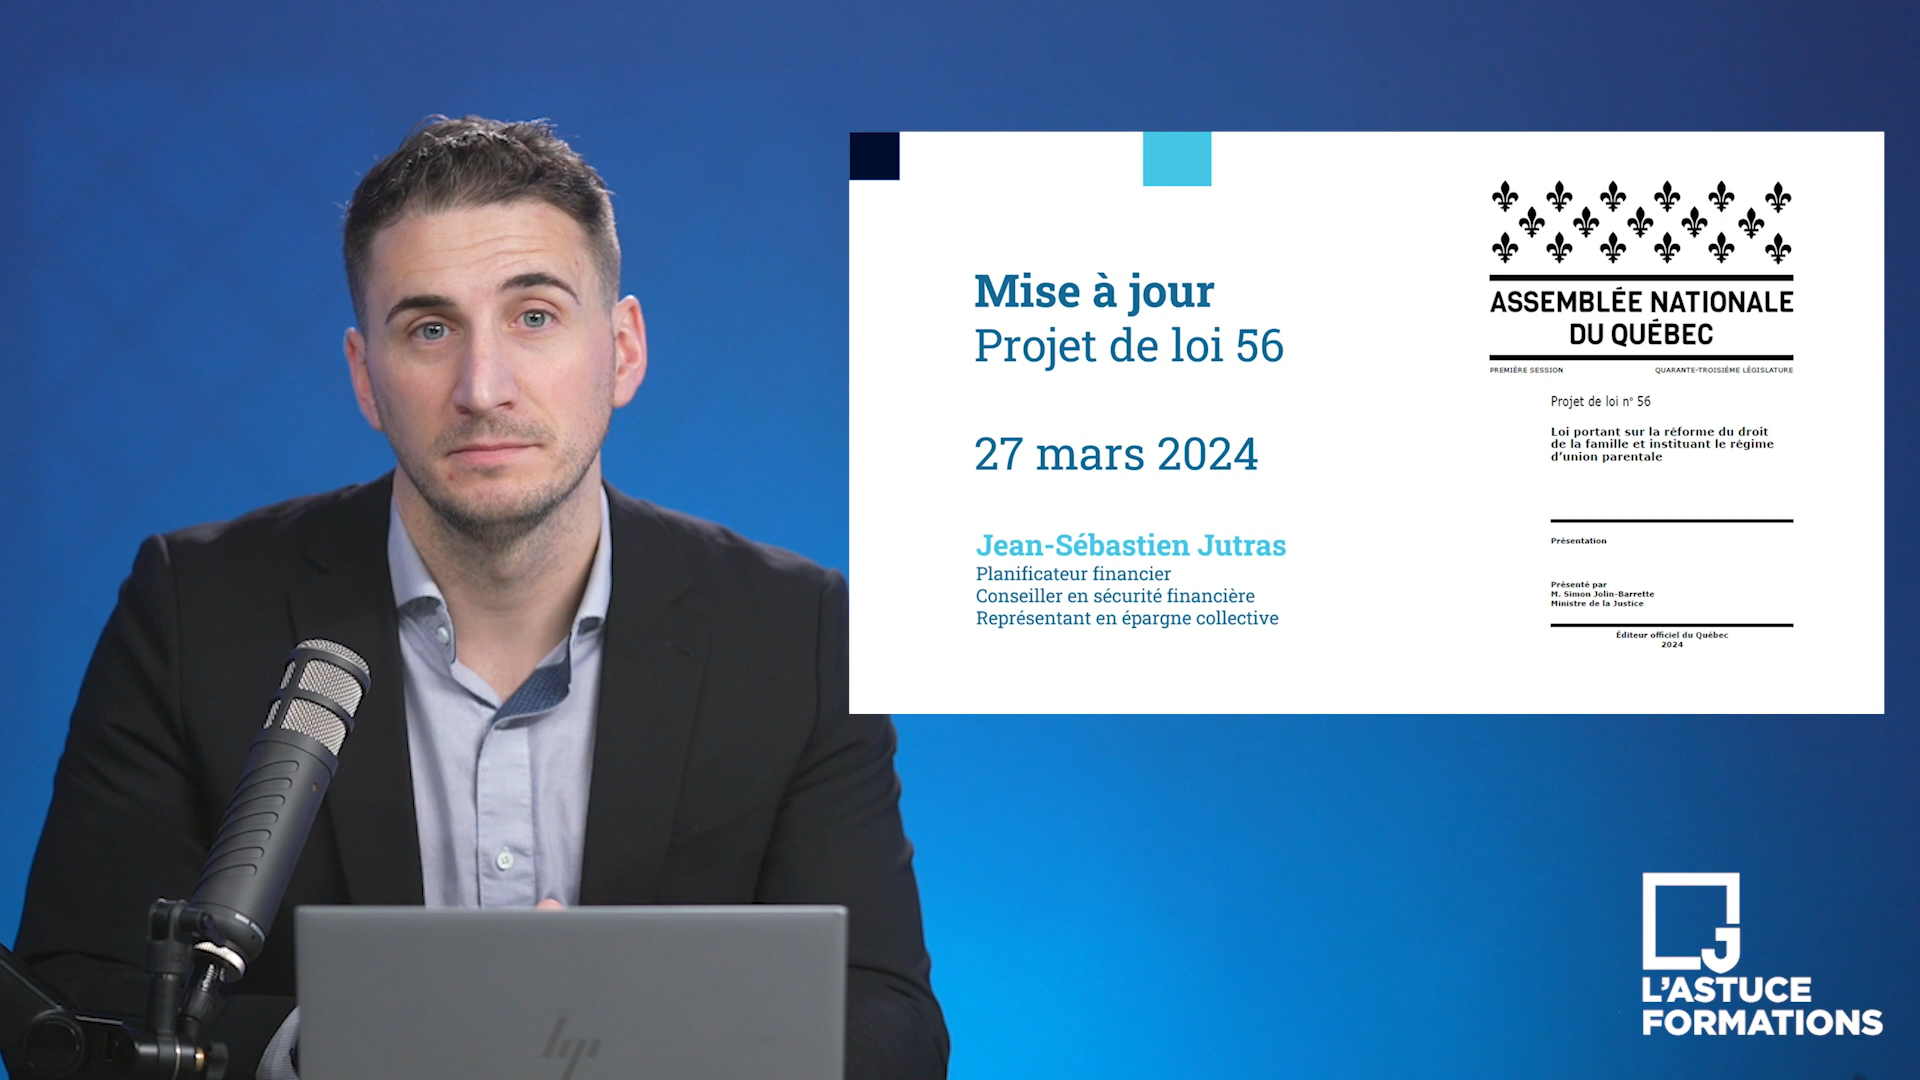 Mise à jour
Projet de loi 56
27 mars 2024
Jean-Sébastien Jutras
Planificateur financier
Conseiller en sécurité financière
Représentant en épargne collective
ASSEMBLÉE NATIONALE
DU QUÉBEC
PREMIÈRE SESSION QUARANTE-TROISIÈME LÉGISLATURE
Projet de loi nº 56
Loi portant sur la réforme du droit
de la famille et instituant le régime
d’union parentale
Présentation
Présenté par
M. Simon Jolin-Barrette
Ministre de la Justice
Éditeur officiel du Québec
2024
hp
L’ASTUCE
FORMATIONS